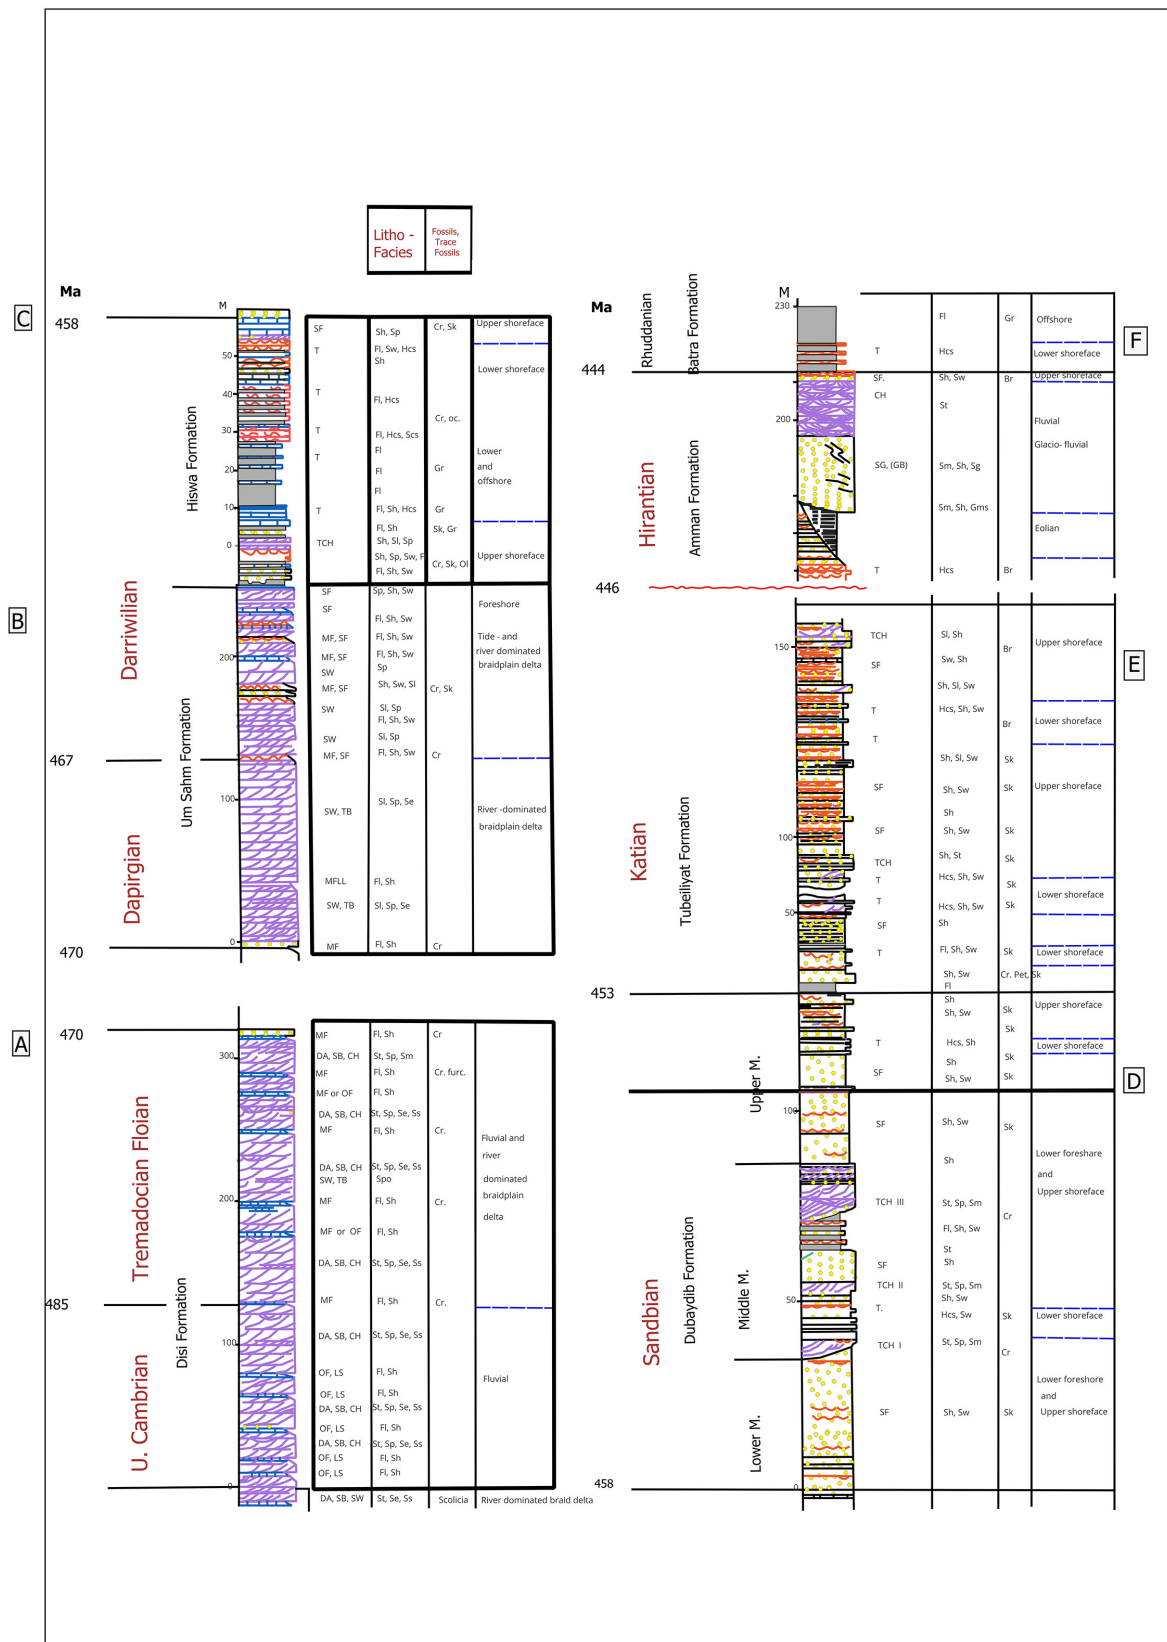 Litho -
Facies
Fossils,
Trace
Fossils
Ma
M
C
458
SF
Sh, Sp
Cr, Sk
Upper shoreface
T
Fl, Sw, Hcs
Sh
50
Lower shoreface
40
T
Fl, Hcs
Cr, oc.
30
T
Fl, Hcs, Scs
Fl
T
Lower
and
offshore
20
Fl
Gr
Fl
Hiswa Formation
10
T
Fl, Sh, Hcs
Gr
Fl, Sh
Sk, Gr
0
TCH
Sh, Sl, Sp
Sh, Sp, Sw, F
Upper shoreface
Cr, Sk, Ol
Fl, Sh, Sw
SF
Sp, Sh, Sw
Foreshore
B
SF
Fl, Sh, Sw
Darriwilian
MF, SF
Fl, Sh, Sw
Tide - and
river dominated
braidplain delta
200
MF, SF
Fl, Sh, Sw
Sp
SW
MF, SF
Sh, Sw, Sl
Cr, Sk
SW
Sl, Sp
Fl, Sh, Sw
Um Sahm Formation
SW
Sl, Sp
467
MF, SF
Fl, Sh, Sw
Cr
100
Sl, Sp, Se
SW, TB
River -dominated
braidplain delta
Dapirgian
MFLL
Fl, Sh
SW, TB
Sl, Sp, Se
0
470
MF
Fl, Sh
Cr
A
470
MF
Fl, Sh
Cr
300
DA, SB, CH
St, Sp, Sm
MF
Fl, Sh
Cr. furc.
MF or OF
Fl, Sh
DA, SB, CH
St, Sp, Se, Ss
MF
Fl, Sh
Cr.
Fluvial and
river
dominated
braidplain
delta
Tremadocian Floian
DA, SB, CH
St, Sp, Se, Ss
SW, TB
Spo
200
MF
Fl, Sh
Cr.
MF or OF
Fl, Sh
DA, SB, CH
St, Sp, Se, Ss
485
MF
Fl, Sh
Cr.
Disi Formation
100
DA, SB, CH
St, Sp, Se, Ss
U. Cambrian
OF, LS
Fl, Sh
Fluvial
OF, LS
Fl, Sh
DA, SB, CH
St, Sp, Se, Ss
OF, LS
Fl, Sh
DA, SB, CH
St, Sp, Se, Ss
OF, LS
Fl, Sh
OF, LS
Fl, Sh
0
DA, SB, SW
St, Se, Ss
Scolicia
River dominated braid delta
Ma
M
Rhuddanian
Batra Formation
230
Fl
Gr
Offshore
F
T
Hcs
Lower shoreface
444
SF.
Sh, Sw
Br
Upper shoreface
CH
St
200
Fluvial
Glacio- fluvial
Hirantian
Amman Formation
SG, (GB)
Sm, Sh, Sg
Sm, Sh, Gms
Eolian
T
Hcs
Br
446
TCH
Sl, Sh
Br
Upper shoreface
150
E
SF
Sw, Sh
Sh, Sl, Sw
T
Hcs, Sh, Sw
Br
Lower shoreface
T
Sh, Sl, Sw
Sk
SF
Sh, Sw
Sk
Upper shoreface
Sh
100
SF
Sh, Sw
Sk
TCH
Sh, St
Sk
Katian
Tubeiliyat Formation
T
Hcs, Sh, Sw
Sk
Lower shoreface
T
Hcs, Sh, Sw
Sk
50
SF
Sh
T
Fl, Sh, Sw
Sk
Lower shoreface
Sh, Sw
Cr. Pet, Sk
Fl
453
Sh
Sh, Sw
Sk
Upper shoreface
Sk
T
Hcs, Sh
Lower shoreface
Sh
Sk
SF
Sh, Sw
Sk
Upper M.
D
100
SF
Sh, Sw
Sk
Sh
Lower foreshare
and
Upper shoreface
TCH III
St, Sp, Sm
Cr
Fl, Sh, Sw
St
Sh
SF
TCH II
St, Sp, Sm
Sh, Sw
50
T.
Hcs, Sw
Sk
Lower shoreface
Sandbian
Dubaydib Formation
Middle M.
TCH I
St, Sp, Sm
Cr
Lower foreshore
and
Upper shoreface
SF
Sh, Sw
Sk
Lower M.
458
0